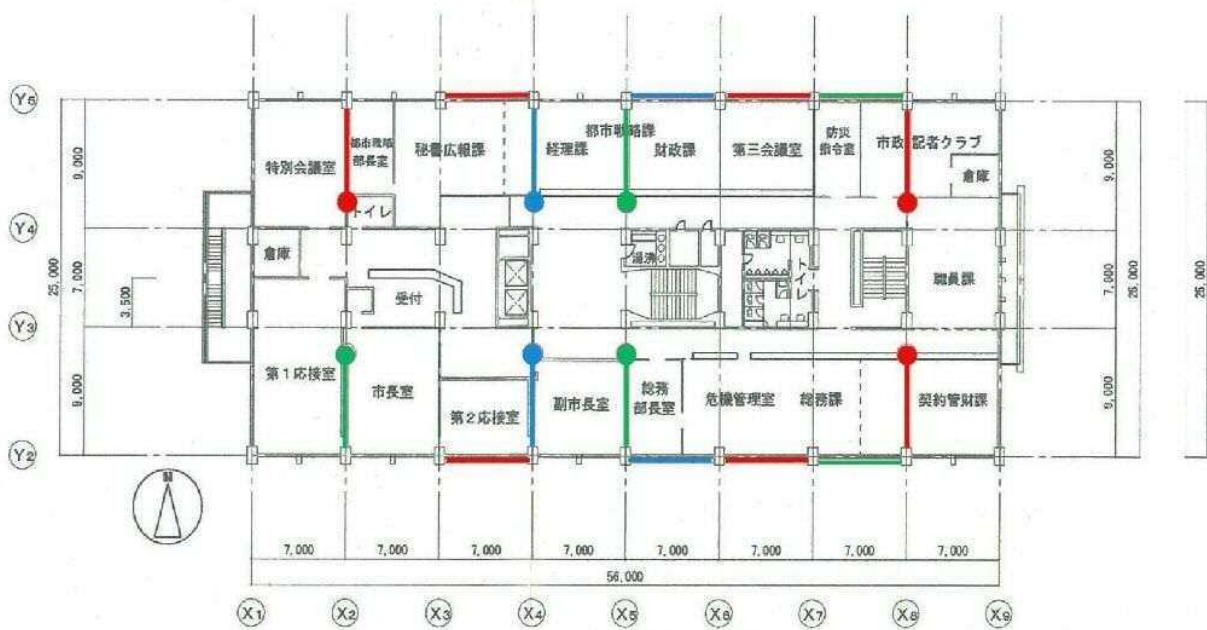 Y5
Y4
Y3
Y2
9,000
7,000
9,000
25,000
3,500
特別会議室
都市戦略
部長室
秘書広報課
経理課
都市戦略課
財政課
第三会議室
防災
指令室
市政記者クラブ
倉庫
トイレ
倉庫
受付
湯沸
トイレ
職員課
第1応接室
市長室
第2応接室
副市長室
総務
部長室
危機管理室
総務課
契約管財課
9,000
7,000
9,000
26,000
26,000
N
7,000
7,000
7,000
7,000
7,000
7,000
7,000
7,000
56,000
X1
X2
X3
X4
X5
X6
X7
X8
X9